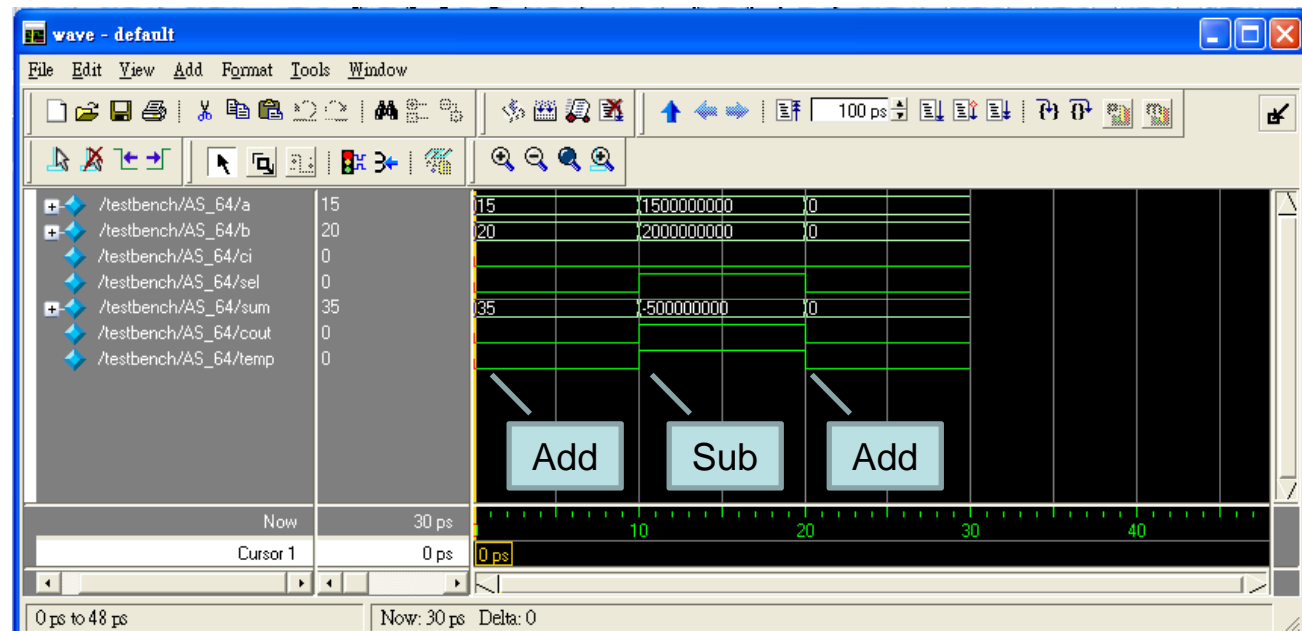 wave - default
File Edit View Add Format Tools Window
100 ps
/testbench/AS_64/a 15 15 1500000000 0
/testbench/AS_64/b 20 20 2000000000 0
/testbench/AS_64/ci 0
/testbench/AS_64/sel 0
/testbench/AS_64/sum 35 35 -500000000 0
/testbench/AS_64/cout 0
/testbench/AS_64/temp 0
Add Sub Add
Now 30 ps 10 20 30 40
Cursor 1 0 ps 0 ps
0 ps to 48 ps Now: 30 ps Delta: 0